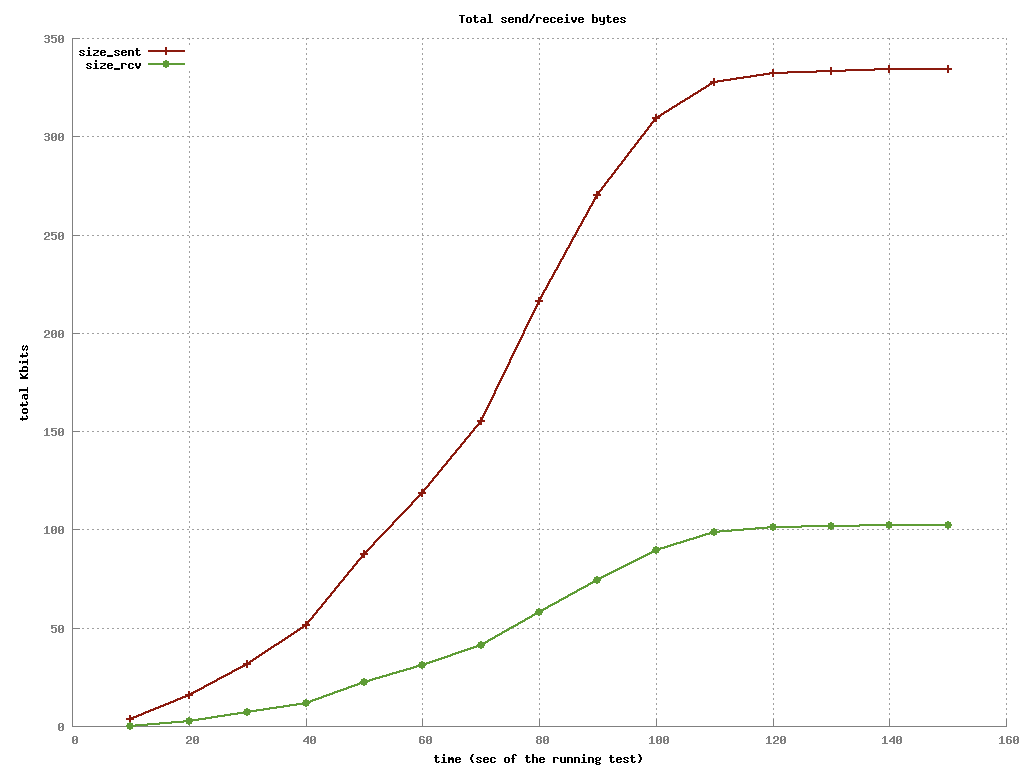 Total send/receive bytes
size_sent
size_rcv
350
300
250
200
150
100
50
0
total Kbits
0 20 40 60 80 100 120 140 160
time (sec of the running test)